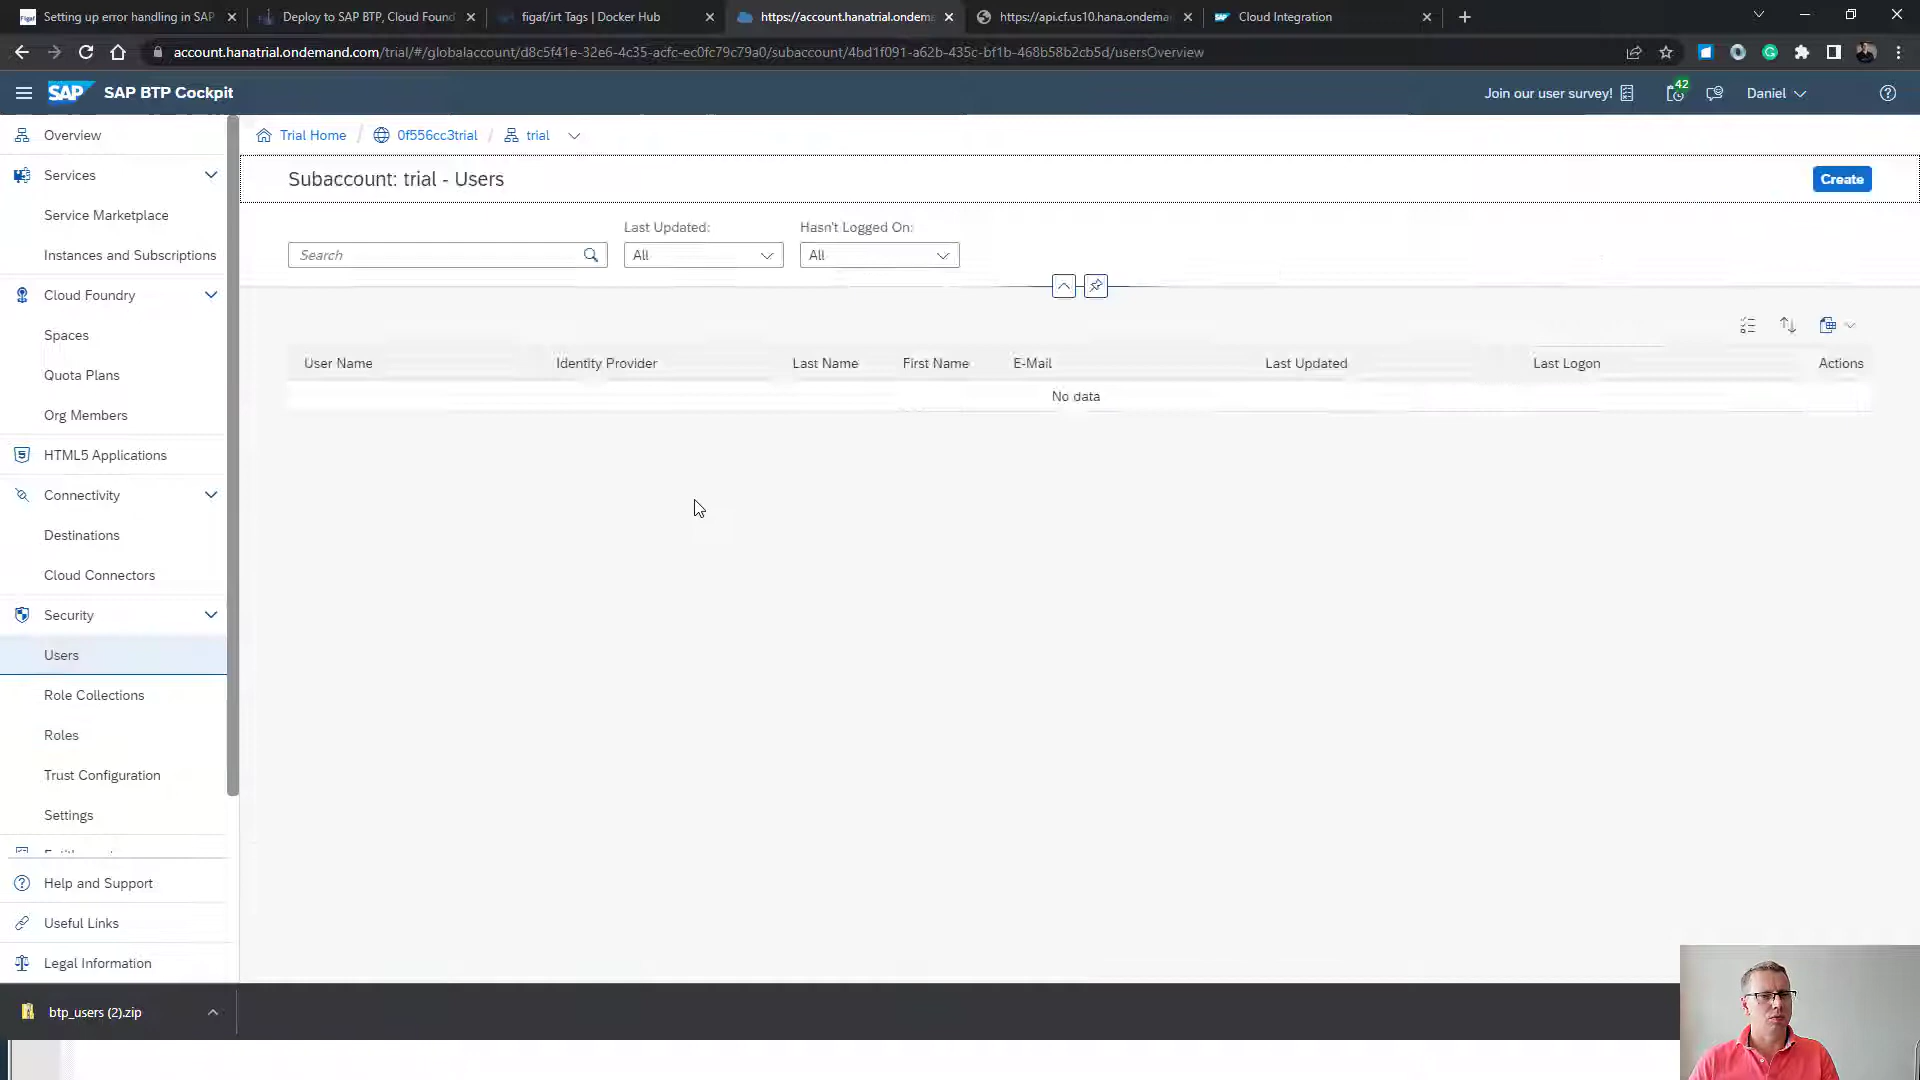 Setting up error handling in SAP
Deploy to SAP BTP, Cloud Found
figaf/irt Tags | Docker Hub
https://account.hanatrial.ondema
https://api.cf.us10.hana.ondema
Cloud Integration
account.hanatrial.ondemand.com/trial/#/globalaccount/d8c5f41e-32e6-4c35-acfc-ec0fc79c79a0/subaccount/4bd1f091-a62b-435c-bf1b-468b58b2cb5d/usersOverview
SAP SAP BTP Cockpit
Join our user survey!
42
Daniel
Overview
Services
Service Marketplace
Instances and Subscriptions
Cloud Foundry
Spaces
Quota Plans
Org Members
HTML5 Applications
Connectivity
Destinations
Cloud Connectors
Security
Users
Role Collections
Roles
Trust Configuration
Settings
Help and Support
Useful Links
Legal Information
Trial Home / 0f556cc3trial / trial
Subaccount: trial - Users
Create
Last Updated:
Hasn't Logged On:
Search
All
All
User Name Identity Provider Last Name First Name E-Mail Last Updated Last Logon Actions
No data
btp_users (2).zip